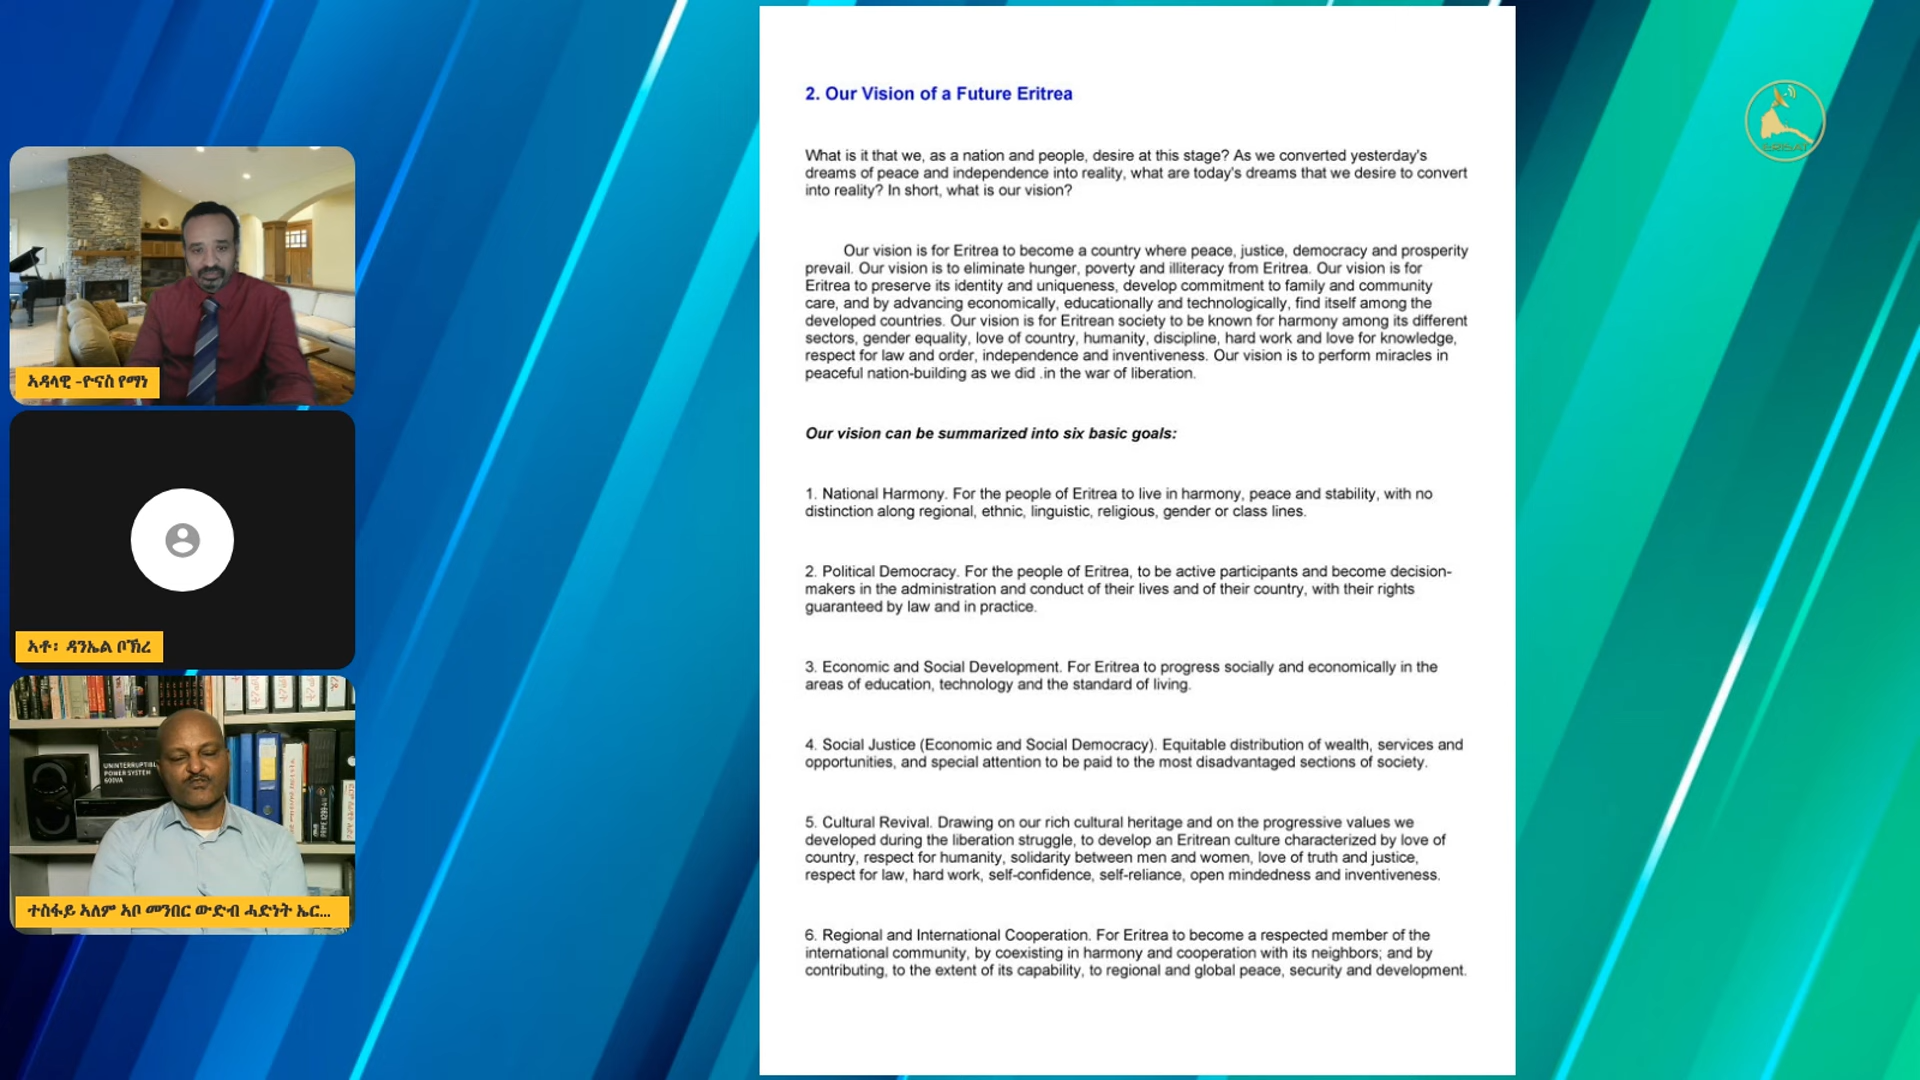 2. Our Vision of a Future Eritrea
What is it that we, as a nation and people, desire at this stage? As we converted yesterday's
dreams of peace and independence into reality, what are today's dreams that we desire to convert
into reality? In short, what is our vision?
Our vision is for Eritrea to become a country where peace, justice, democracy and prosperity
prevail. Our vision is to eliminate hunger, poverty and illiteracy from Eritrea. Our vision is for
Eritrea to preserve its identity and uniqueness, develop commitment to family and community
care, and by advancing economically, educationally and technologically, find itself among the
developed countries. Our vision is for Eritrean society to be known for harmony among its different
sectors, gender equality, love of country, humanity, discipline, hard work and love for knowledge,
respect for law and order, independence and inventiveness. Our vision is to perform miracles in
peaceful nation-building as we did .in the war of liberation.
Our vision can be summarized into six basic goals:
1. National Harmony. For the people of Eritrea to live in harmony, peace and stability, with no
distinction along regional, ethnic, linguistic, religious, gender or class lines.
2. Political Democracy. For the people of Eritrea, to be active participants and become decision-
makers in the administration and conduct of their lives and of their country, with their rights
guaranteed by law and in practice.
3. Economic and Social Development. For Eritrea to progress socially and economically in the
areas of education, technology and the standard of living.
4. Social Justice (Economic and Social Democracy). Equitable distribution of wealth, services and
opportunities, and special attention to be paid to the most disadvantaged sections of society.
5. Cultural Revival. Drawing on our rich cultural heritage and on the progressive values we
developed during the liberation struggle, to develop an Eritrean culture characterized by love of
country, respect for humanity, solidarity between men and women, love of truth and justice,
respect for law, hard work, self-confidence, self-reliance, open mindedness and inventiveness.
6. Regional and International Cooperation. For Eritrea to become a respected member of the
international community, by coexisting in harmony and cooperation with its neighbors; and by
contributing, to the extent of its capability, to regional and global peace, security and development.
ኣዳላዊ -ዮናስ የማነ
ኣቶ፡ ዳንኤል ቦኽረ
UNINTERRUPTIBL
POWER SYSTEM
600VA
ተስፋይ ኣለም ኣቦ መንበር ውድብ ሓድነት ኤር...
ERISAT